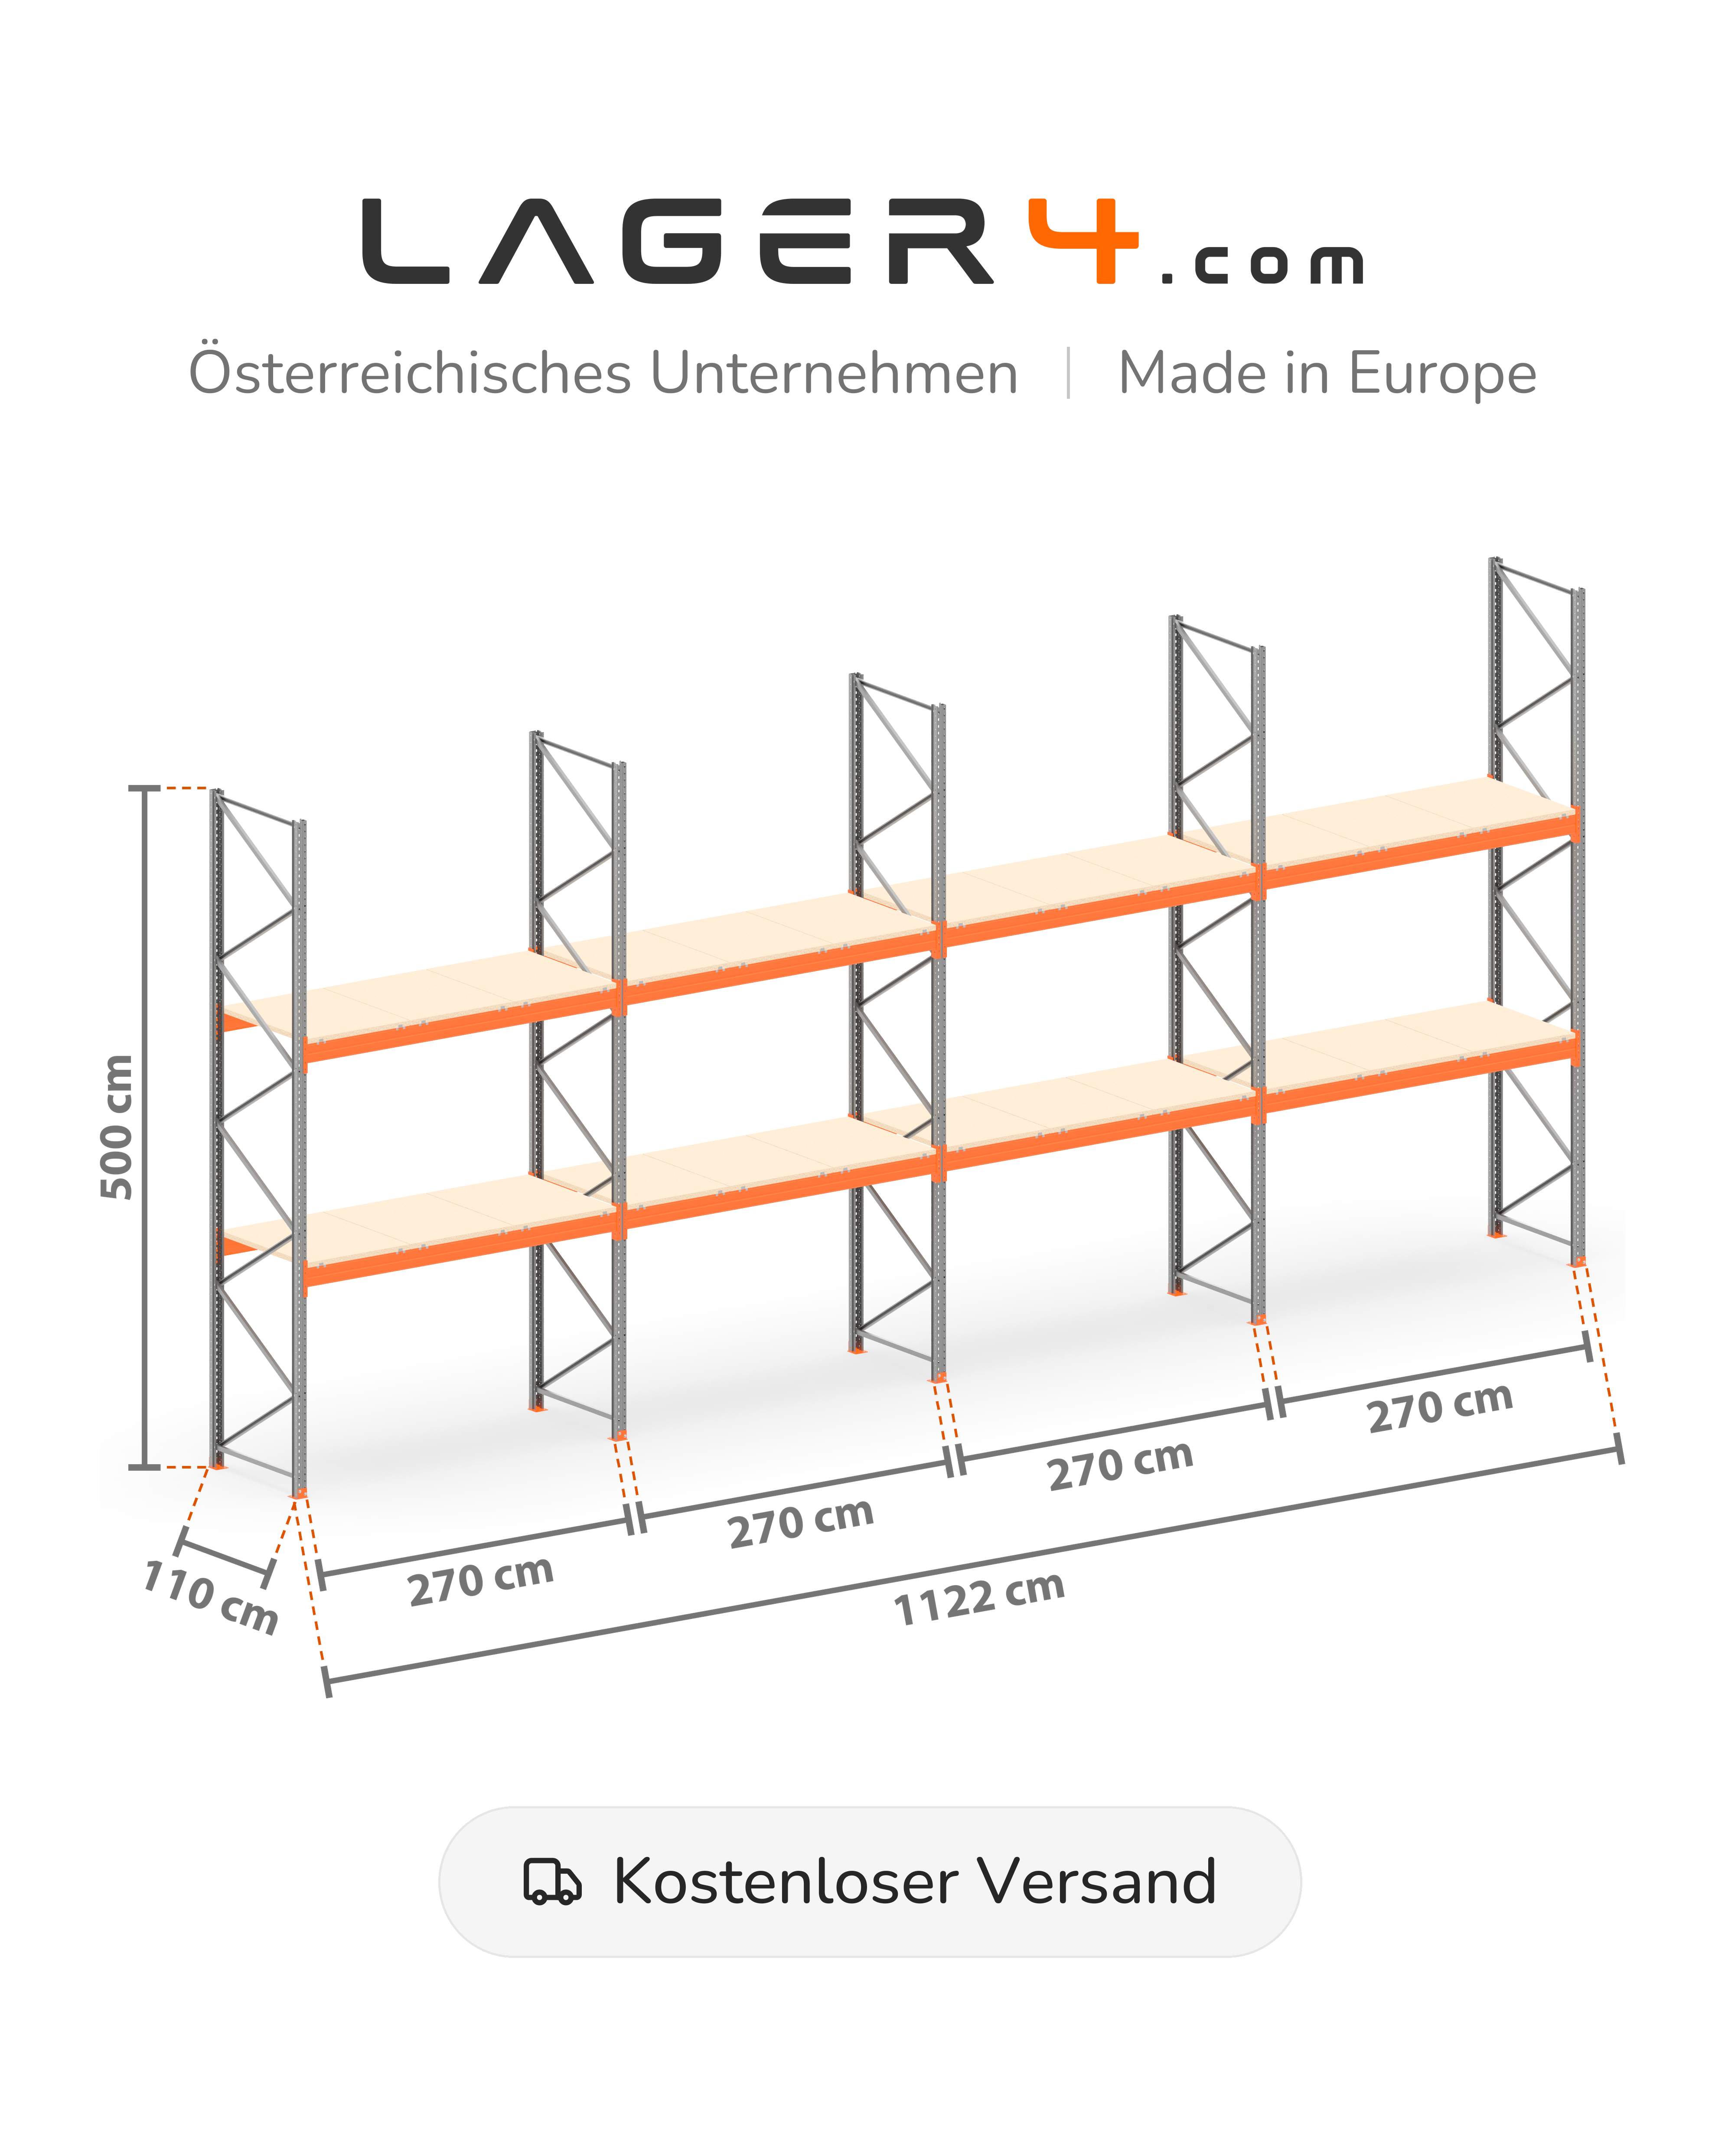 LAGER4.com
Österreichisches Unternehmen | Made in Europe
500 cm
110 cm
270 cm
270 cm
270 cm
270 cm
1122 cm
Kostenloser Versand